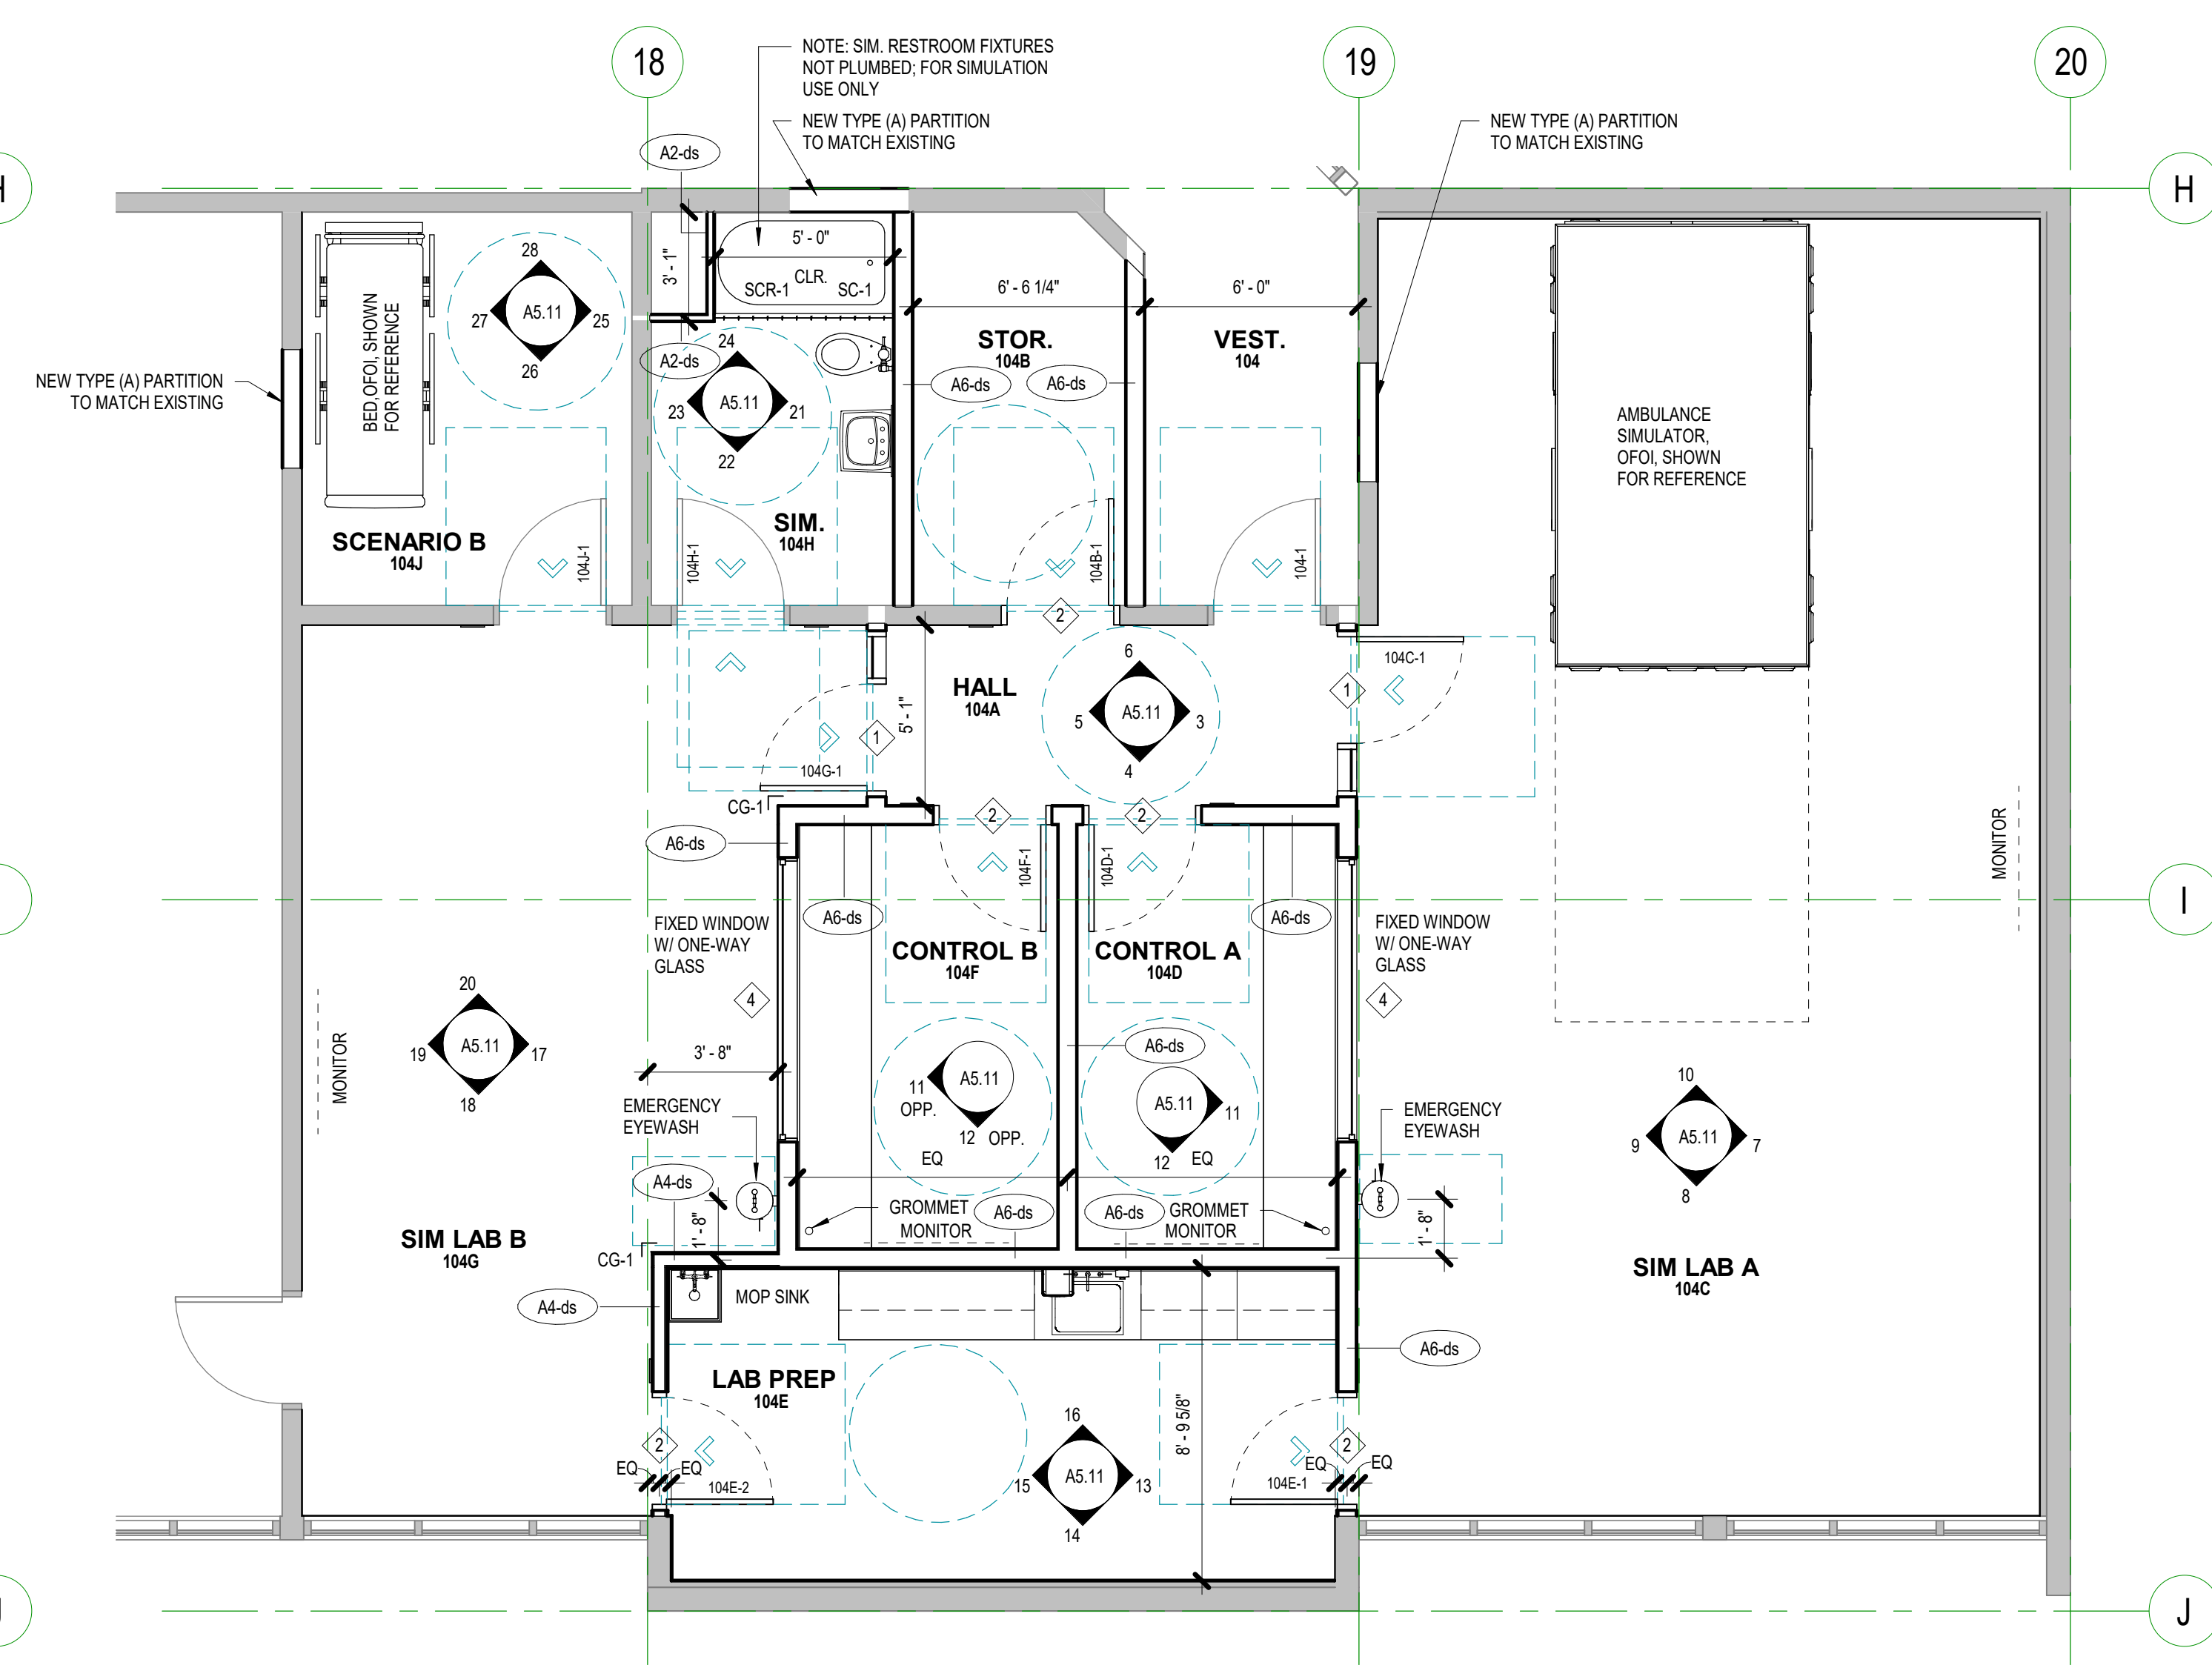 18
19
20
NOTE: SIM. RESTROOM FIXTURES
NOT PLUMBED; FOR SIMULATION
USE ONLY
NEW TYPE (A) PARTITION
TO MATCH EXISTING
NEW TYPE (A) PARTITION
TO MATCH EXISTING
A2-ds
H
H
5' - 0"
CLR.
SCR-1
SC-1
3' - 1"
28
27
A5.11
25
26
BED,OFOI, SHOWN
FOR REFERENCE
6' - 6 1/4"
6' - 0"
STOR.
104B
VEST.
104
A2-ds
24
23
A5.11
21
22
A6-ds
A6-ds
NEW TYPE (A) PARTITION
TO MATCH EXISTING
AMBULANCE
SIMULATOR,
OFOI, SHOWN
FOR REFERENCE
SCENARIO B
104J
SIM.
104H
104J-1
104H-1
104B-1
104-1
2
6
5
A5.11
3
4
HALL
104A
5' - 1"
1
1
104C-1
104G-1
CG-1
2
2
A6-ds
104F-1
104D-1
MONITOR
A6-ds
A6-ds
I
FIXED WINDOW
W/ ONE-WAY
GLASS
CONTROL B
104F
CONTROL A
104D
FIXED WINDOW
W/ ONE-WAY
GLASS
4
4
20
19
A5.11
17
18
MONITOR
3' - 8"
A6-ds
11
OPP.
A5.11
12
OPP.
A5.11
11
12
EQ
EQ
EMERGENCY
EYEWASH
EMERGENCY
EYEWASH
10
9
A5.11
7
8
A4-ds
1' - 8"
GROMMET
MONITOR
A6-ds
A6-ds
GROMMET
MONITOR
1' - 8"
SIM LAB B
104G
CG-1
SIM LAB A
104C
MOP SINK
A4-ds
A6-ds
LAB PREP
104E
8' - 9 5/8"
16
15
A5.11
13
14
2
2
EQ
EQ
EQ
EQ
104E-2
104E-1
J
J